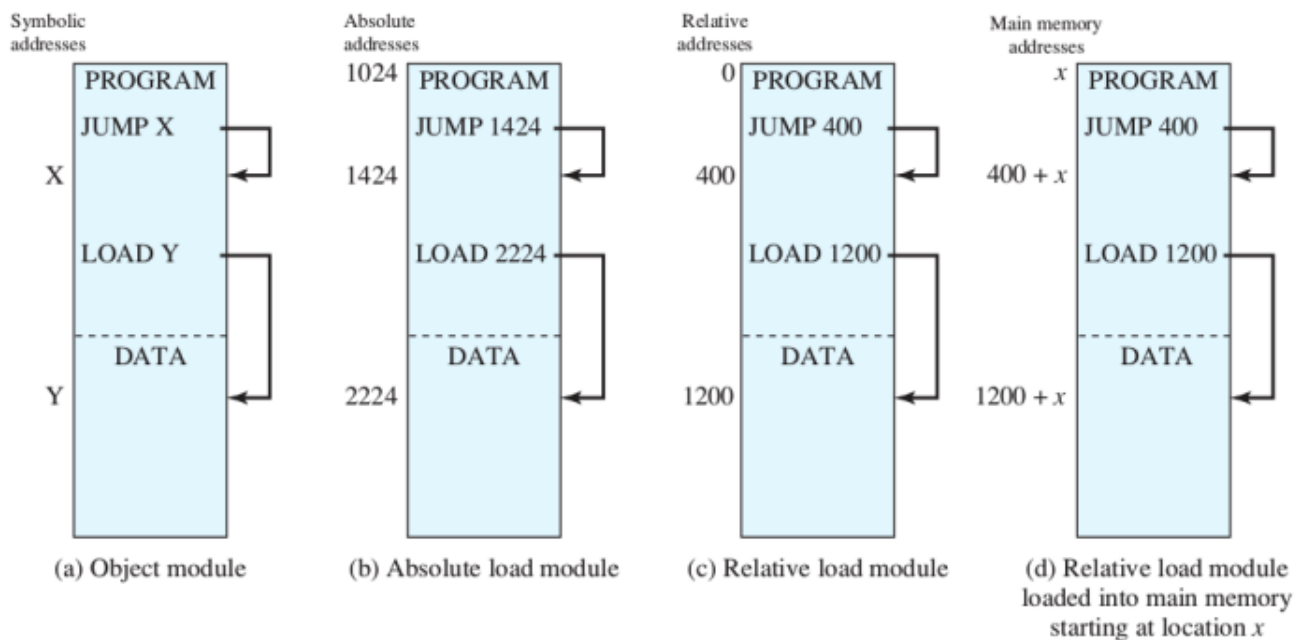 Symbolic
addresses
PROGRAM
JUMP X
X
LOAD Y
DATA
Y
(a) Object module
Absolute
addresses
1024
PROGRAM
JUMP 1424
1424
LOAD 2224
DATA
2224
(b) Absolute load module
Relative
addresses
0
PROGRAM
JUMP 400
400
LOAD 1200
DATA
1200
(c) Relative load module
Main memory
addresses
x
PROGRAM
JUMP 400
400 + x
LOAD 1200
DATA
1200 + x
(d) Relative load module
loaded into main memory
starting at location x